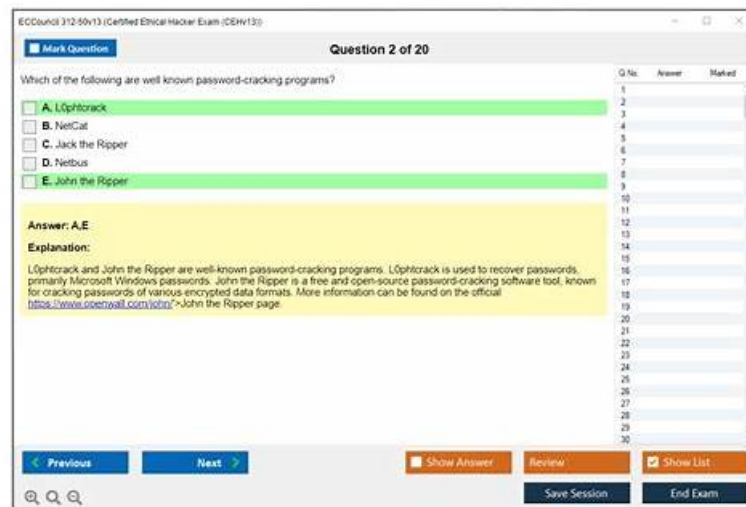 ECCouncil 312-50v13 (Certified Ethical Hacker Exam (CEHv13))
Mark Question
Question 2 of 20
Which of the following are well known password-cracking programs?
A. L0phtcrack
B. NetCat
C. Jack the Ripper
D. Netbus
E. John the Ripper
Answer: A,E
Explanation:
L0phtcrack and John the Ripper are well-known password-cracking programs. L0phtcrack is used to recover passwords,
primarily Microsoft Windows passwords. John the Ripper is a free and open-source password-cracking software tool, known
for cracking passwords of various encrypted data formats. More information can be found on the official
https://www.openwall.com/john/">John the Ripper page.
Q.No. Answer Marked
1
2
3
4
5
6
7
8
9
10
11
12
13
14
15
16
17
18
19
20
21
22
23
24
25
26
27
28
29
30
Previous
Next
Show Answer
Review
Show List
Save Session
End Exam